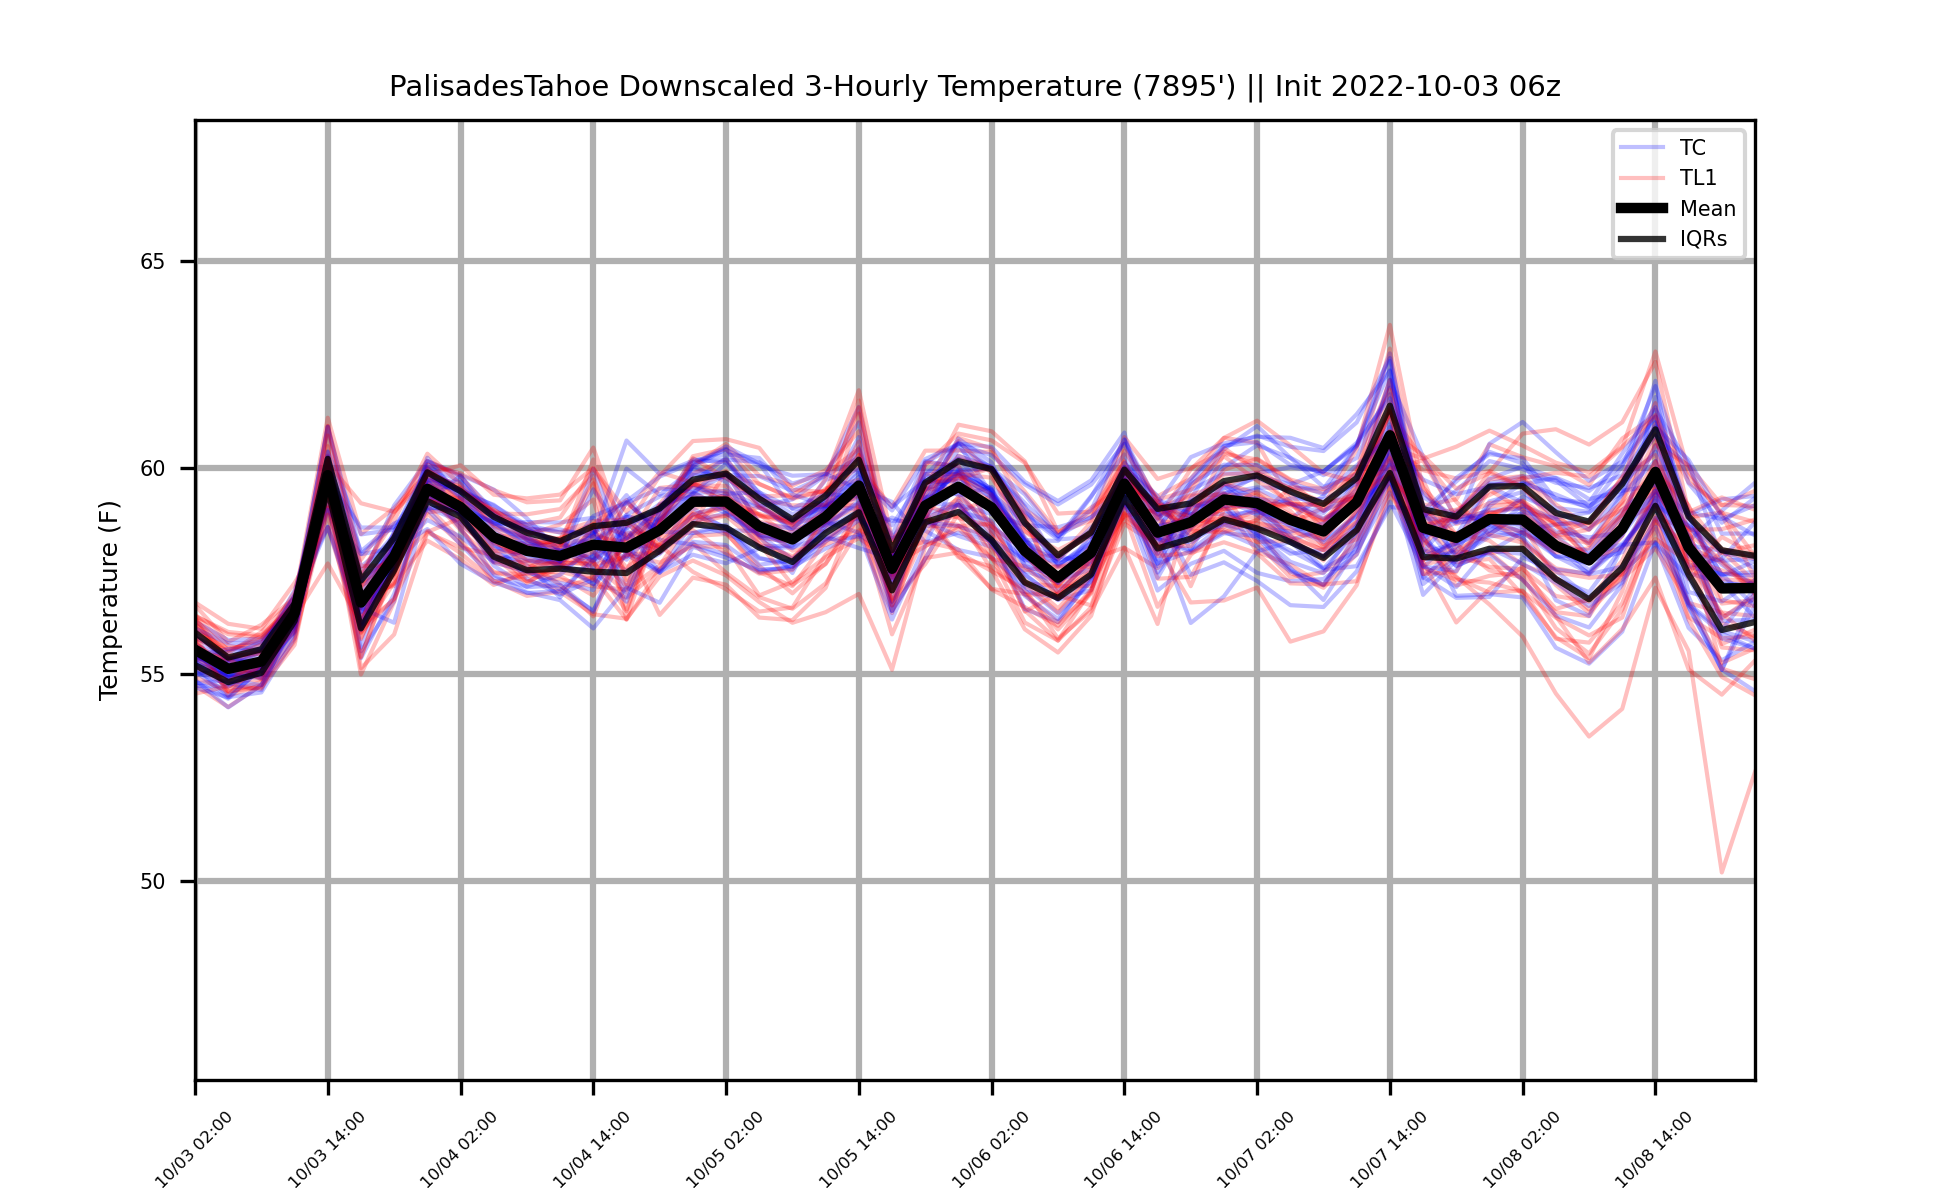 PalisadesTahoe Downscaled 3-Hourly Temperature (7895') || Init 2022-10-03 06z
TC
TL1
Mean
IQRs
Temperature (F)
65
60
55
50
10/03 02:00
10/03 14:00
10/04 02:00
10/04 14:00
10/05 02:00
10/05 14:00
10/06 02:00
10/06 14:00
10/07 02:00
10/07 14:00
10/08 02:00
10/08 14:00